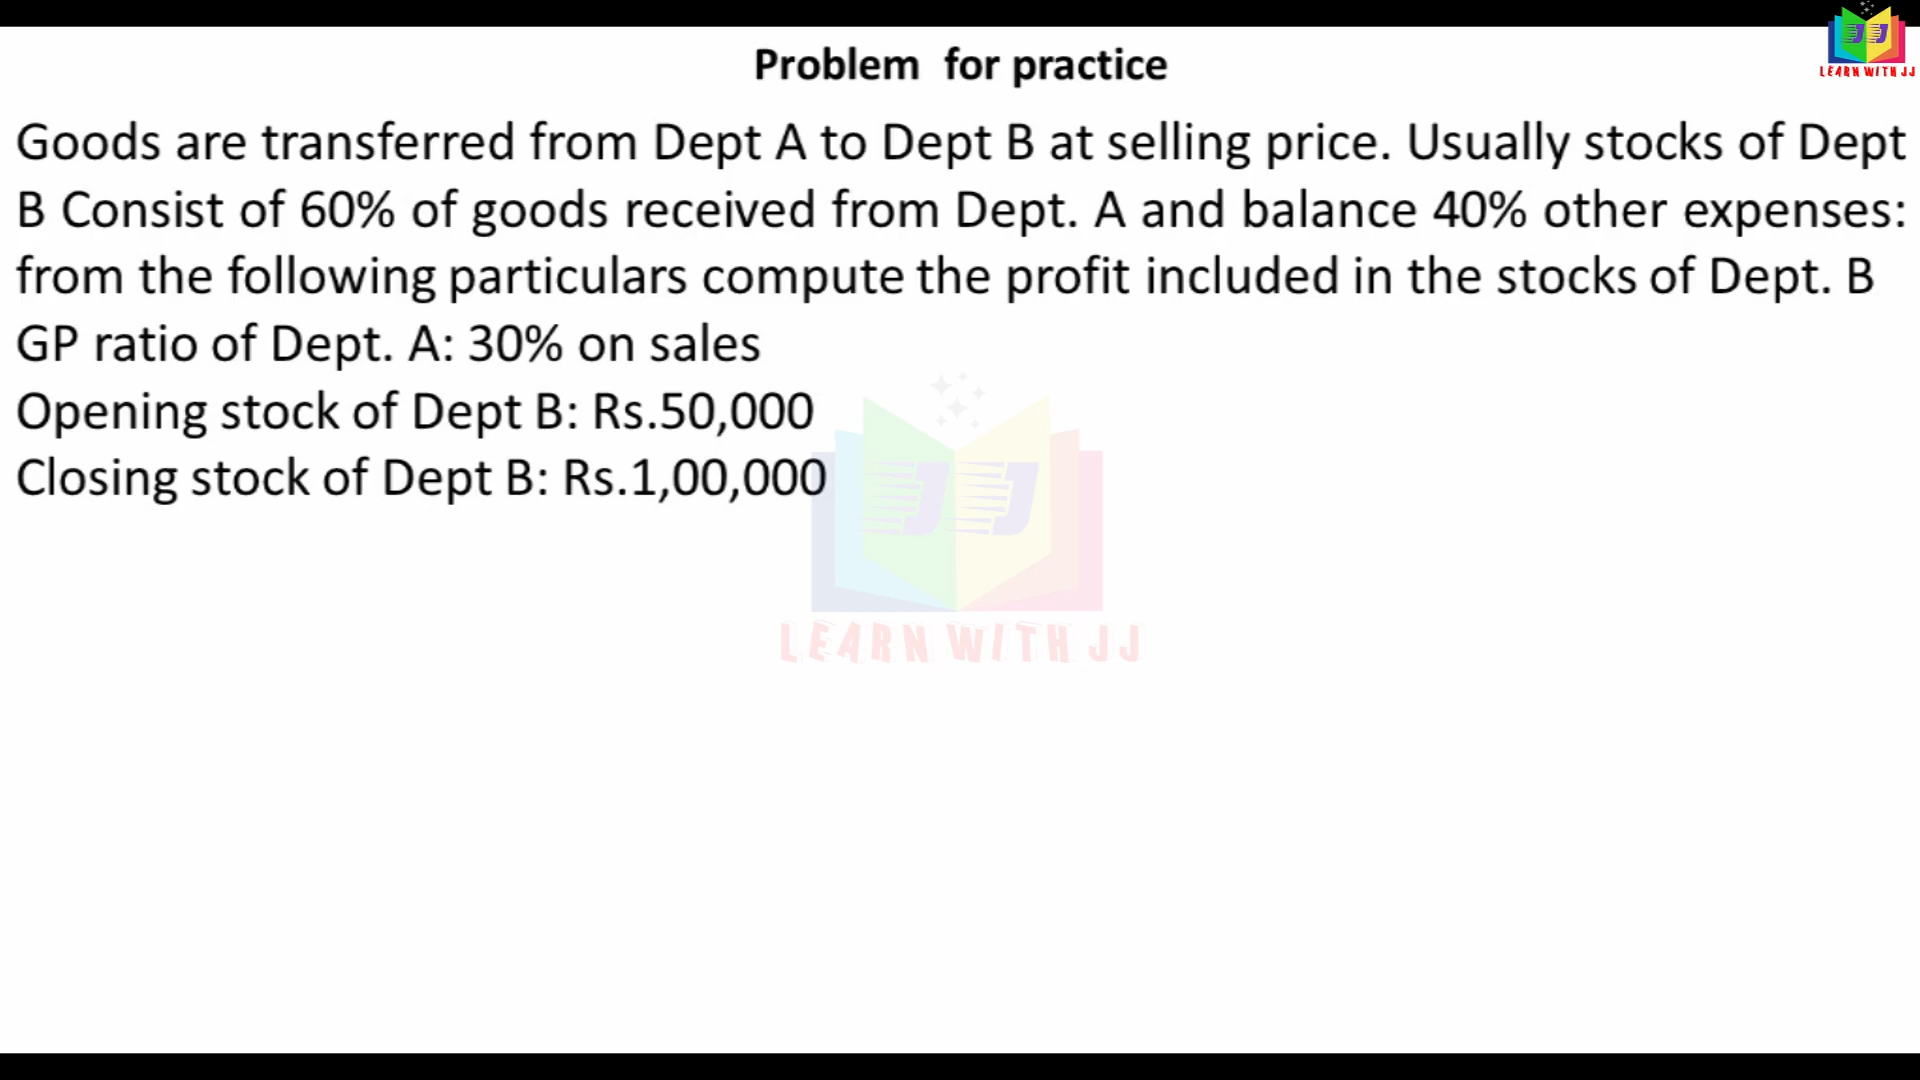 LEARN WITH JJ
Problem for practice
Goods are transferred from Dept A to Dept B at selling price. Usually stocks of Dept
B Consist of 60% of goods received from Dept. A and balance 40% other expenses:
from the following particulars compute the profit included in the stocks of Dept. B
GP ratio of Dept. A: 30% on sales
Opening stock of Dept B: Rs.50,000
Closing stock of Dept B: Rs.1,00,000
JJ
LEARN WITH JJ